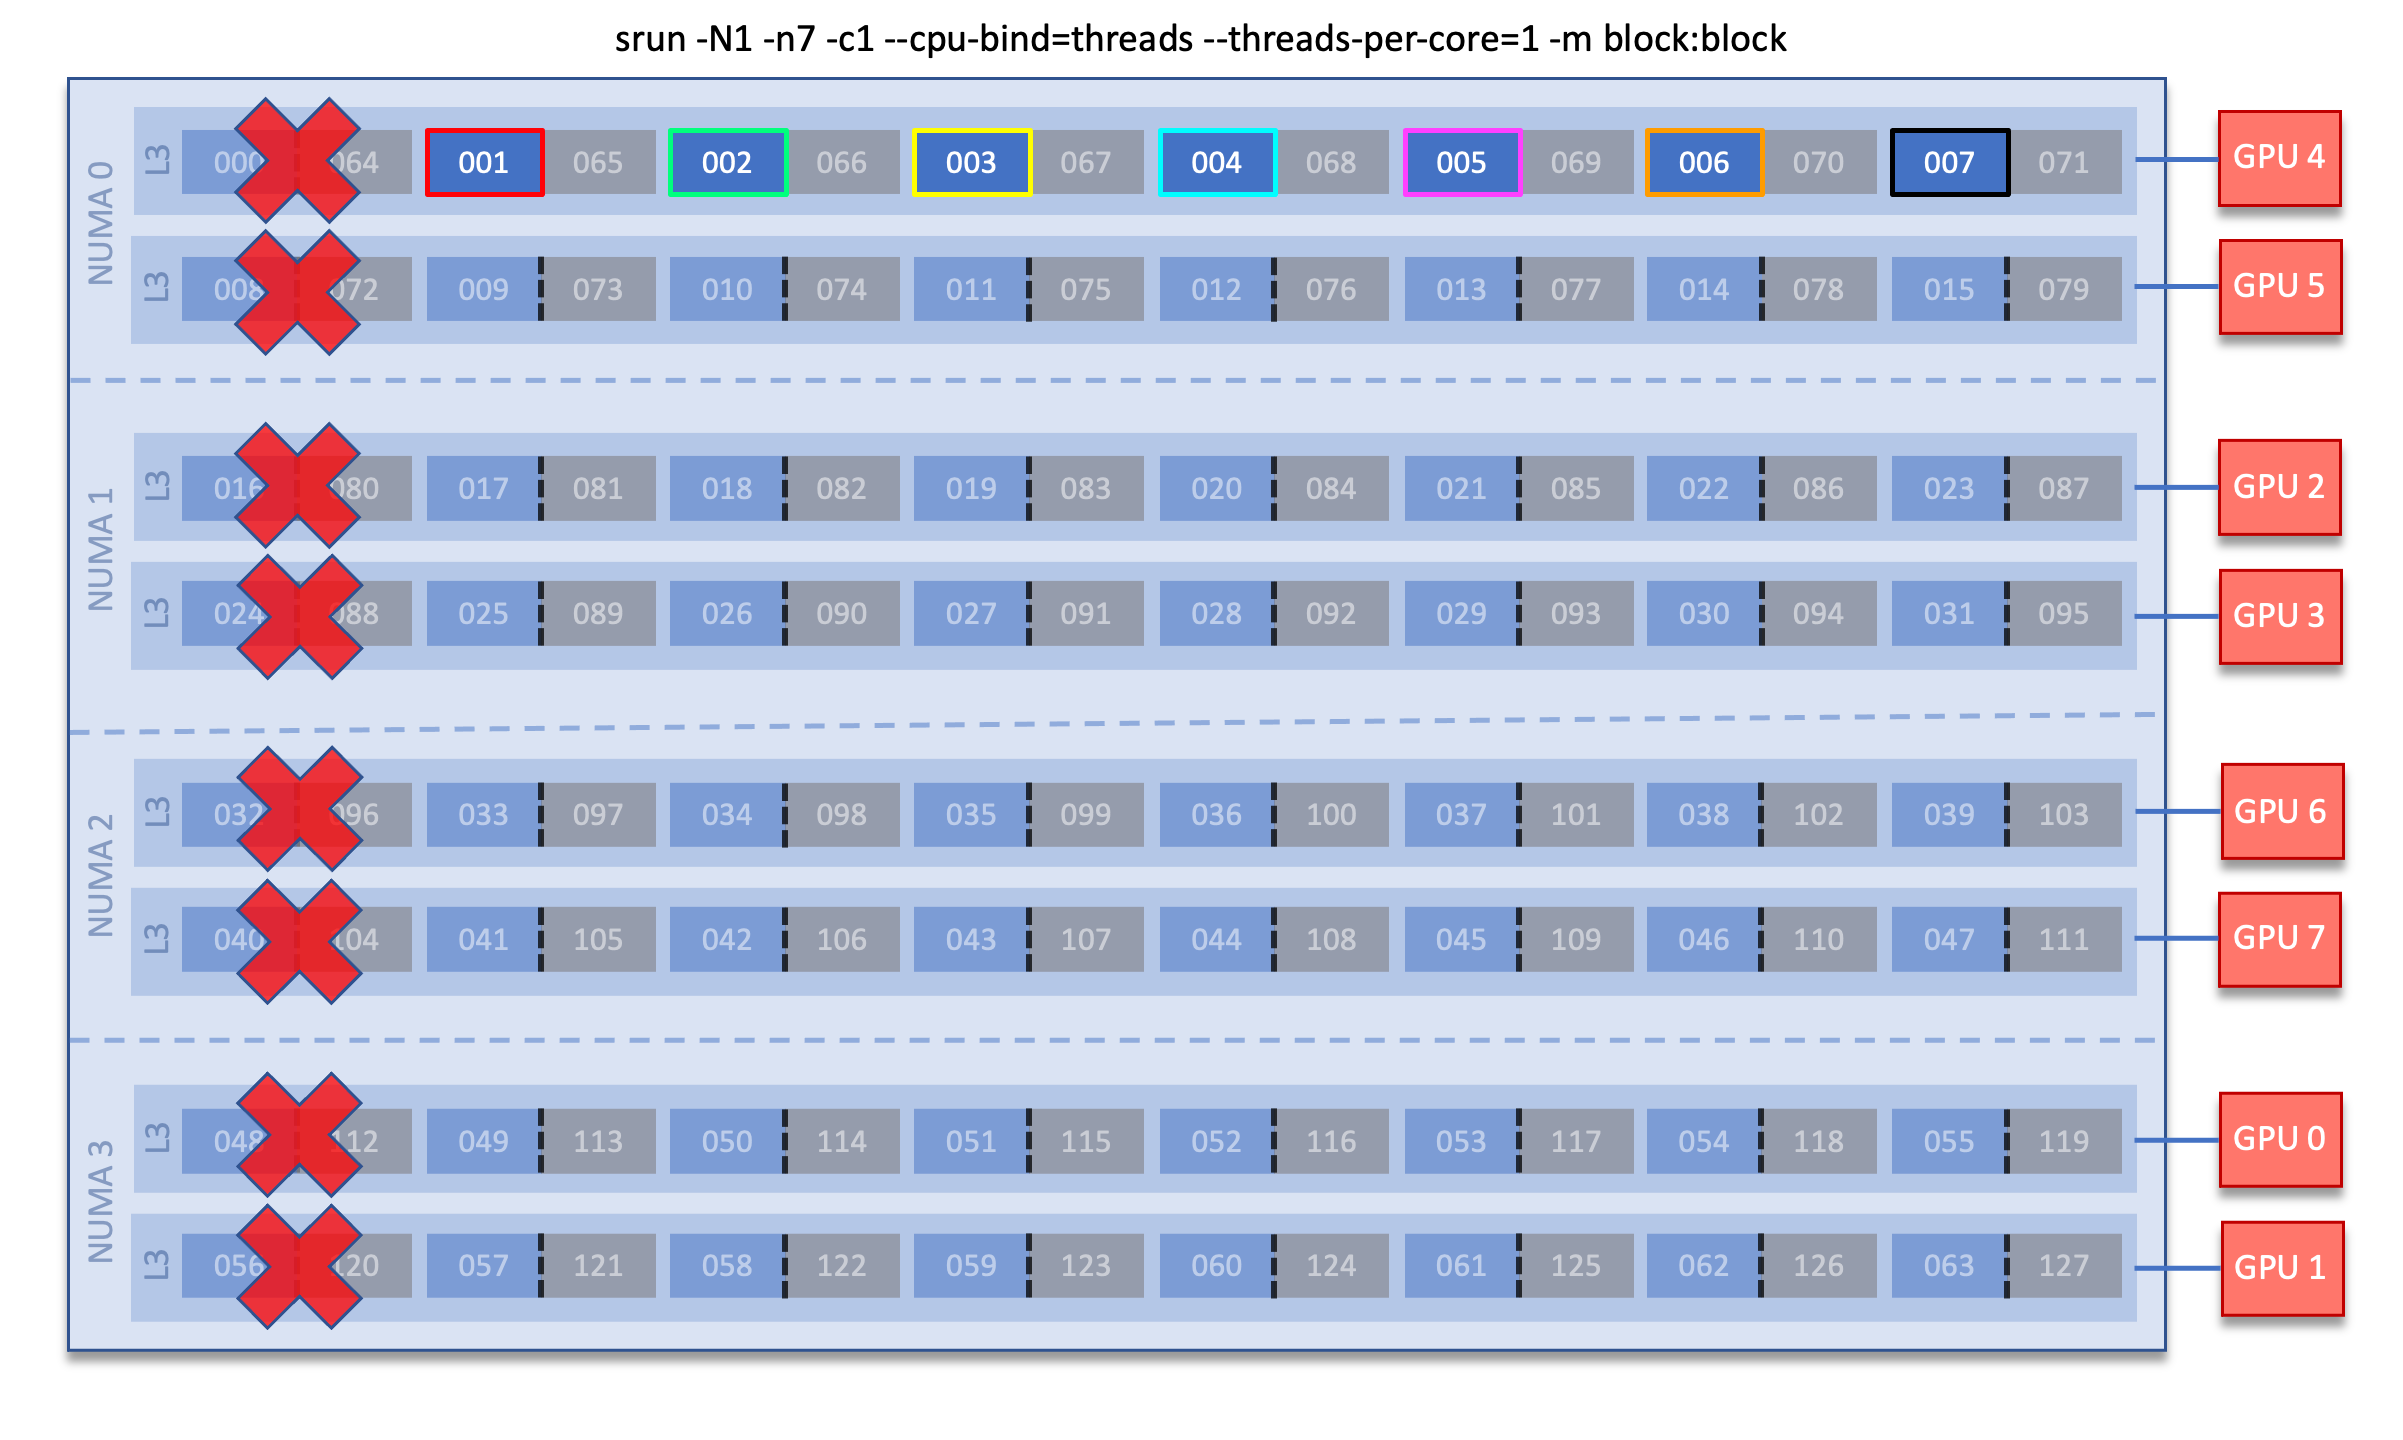 srun -N1 -n7 -c1 --cpu-bind=threads --threads-per-core=1 -m block:block
NUMA 0
L3 000 064 001 065 002 066 003 067 004 068 005 069 006 070 007 071 GPU 4
L3 008 072 009 073 010 074 011 075 012 076 013 077 014 078 015 079 GPU 5
NUMA 1
L3 016 080 017 081 018 082 019 083 020 084 021 085 022 086 023 087 GPU 2
L3 024 088 025 089 026 090 027 091 028 092 029 093 030 094 031 095 GPU 3
NUMA 2
L3 032 096 033 097 034 098 035 099 036 100 037 101 038 102 039 103 GPU 6
L3 040 104 041 105 042 106 043 107 044 108 045 109 046 110 047 111 GPU 7
NUMA 3
L3 048 112 049 113 050 114 051 115 052 116 053 117 054 118 055 119 GPU 0
L3 056 120 057 121 058 122 059 123 060 124 061 125 062 126 063 127 GPU 1